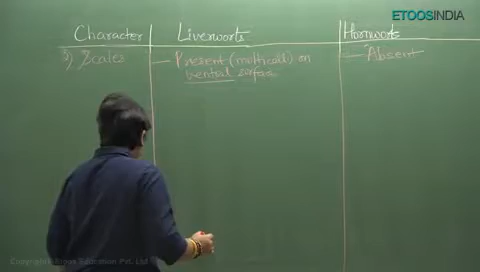 ETOOSINDIA
Character Liverworts Hornworts
3) Scales – Present (multicell) on – Absent
ventral surface
Copyright© Etoos Education Pvt. Ltd.